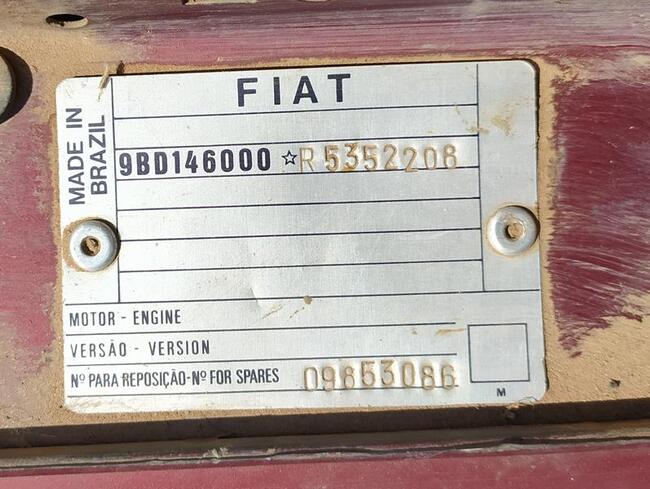 FIAT
MADE IN
BRAZIL
9BD146000 ☆R5352208
MOTOR - ENGINE
VERSÃO - VERSION
Nº PARA REPOSIÇÃO-Nº FOR SPARES 09853086
M